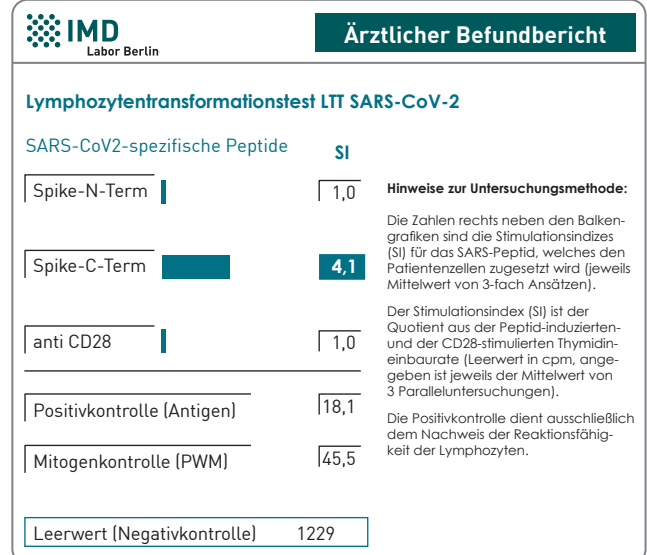 IMD
Labor Berlin
Ärztlicher Befundbericht
Lymphozytentransformationstest LTT SARS-CoV-2
SARS-CoV2-spezifische Peptide SI
Spike-N-Term 1,0
Spike-C-Term 4,1
anti CD28 1,0
Positivkontrolle (Antigen) 18,1
Mitogenkontrolle (PWM) 45,5
Leerwert (Negativkontrolle) 1229
Hinweise zur Untersuchungsmethode:
Die Zahlen rechts neben den Balken-
grafiken sind die Stimulationsindizes
(SI) für das SARS-Peptid, welches den
Patientenzellen zugesetzt wird (jeweils
Mittelwert von 3-fach Ansätzen).
Der Stimulationsindex (SI) ist der
Quotient aus der Peptid-induzierten-
und der CD28-stimulierten Thymidin-
einbaurate (Leerwert in cpm, ange-
geben ist jeweils der Mittelwert von
3 Paralleluntersuchungen).
Die Positivkontrolle dient ausschließlich
dem Nachweis der Reaktionsfähig-
keit der Lymphozyten.